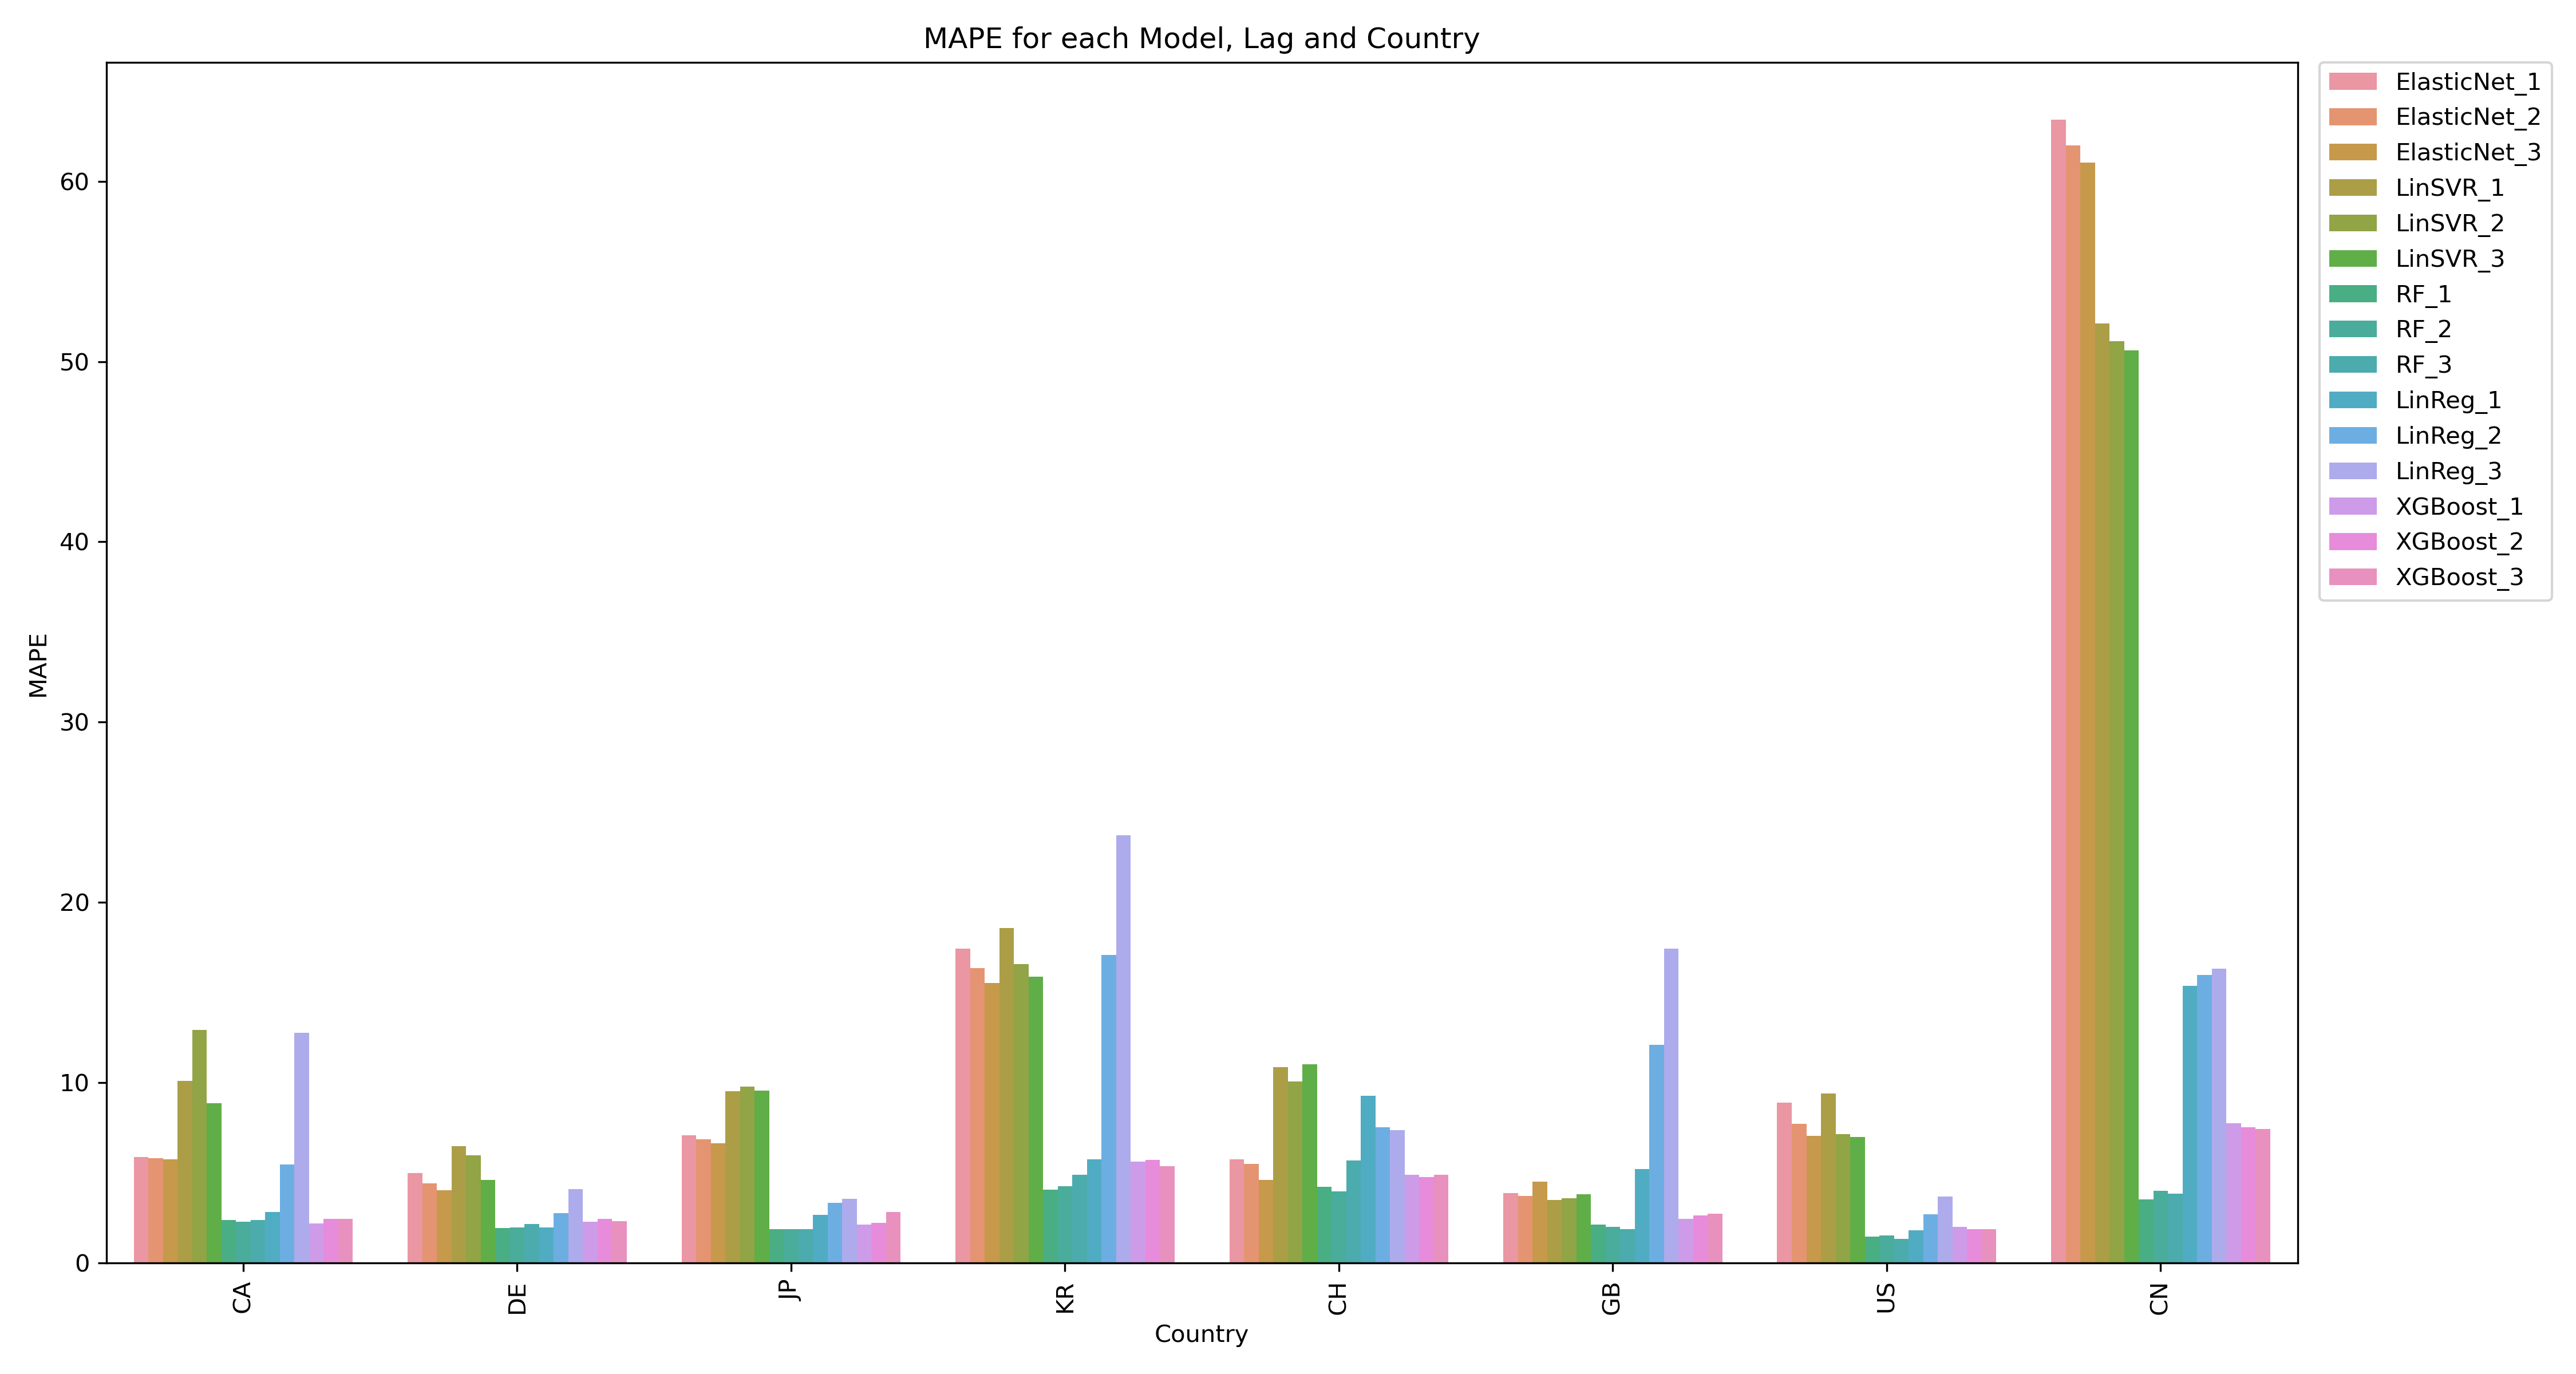 MAPE for each Model, Lag and Country
60
50
40
30
20
10
0
MAPE
CA
DE
JP
KR
CH
GB
US
CN
Country
ElasticNet_1
ElasticNet_2
ElasticNet_3
LinSVR_1
LinSVR_2
LinSVR_3
RF_1
RF_2
RF_3
LinReg_1
LinReg_2
LinReg_3
XGBoost_1
XGBoost_2
XGBoost_3